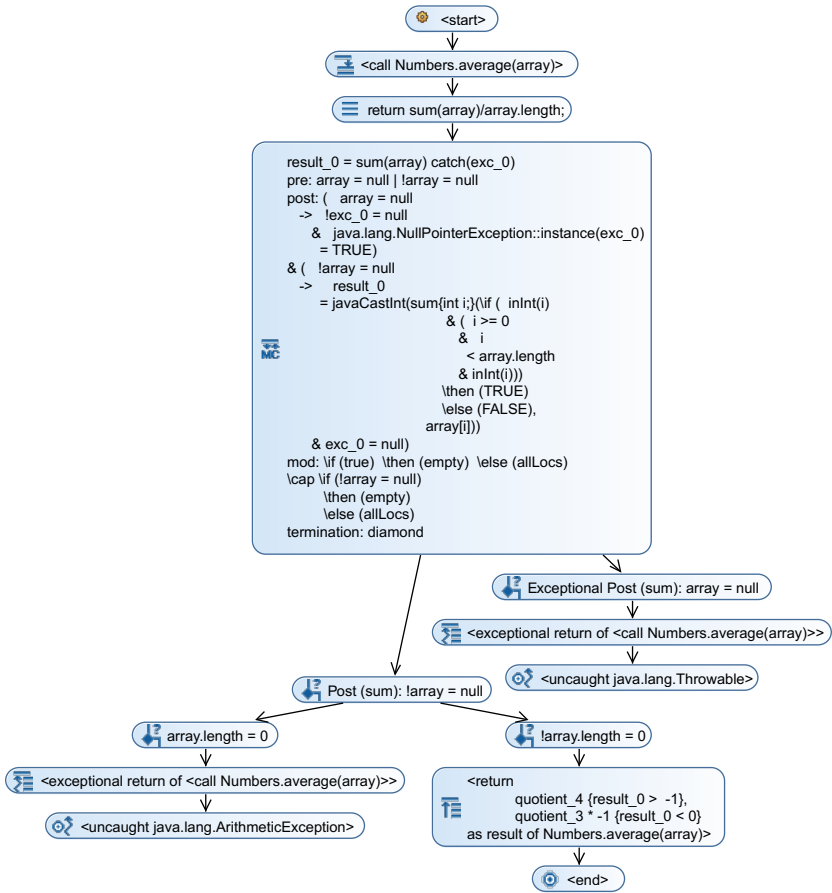 <start>
<call Numbers.average(array)>
return sum(array)/array.length;
result_0 = sum(array) catch(exc_0)
pre: array = null | !array = null
post: ( array = null
-> !exc_0 = null
& java.lang.NullPointerException::instance(exc_0)
= TRUE)
& ( !array = null
-> result_0
= javaCastInt(sum{int i;}(\if ( inInt(i)
& ( i >= 0
& i
< array.length
& inInt(i)))
\then (TRUE)
\else (FALSE),
array[i]))
& exc_0 = null)
mod: \if (true) \then (empty) \else (allLocs)
\cap \if (!array = null)
\then (empty)
\else (allLocs)
termination: diamond
MC
Exceptional Post (sum): array = null
<exceptional return of <call Numbers.average(array)>>
<uncaught java.lang.Throwable>
Post (sum): !array = null
array.length = 0
!array.length = 0
<exceptional return of <call Numbers.average(array)>>
<uncaught java.lang.ArithmeticException>
<return
quotient_4 {result_0 > -1},
quotient_3 * -1 {result_0 < 0}
as result of Numbers.average(array)>
<end>